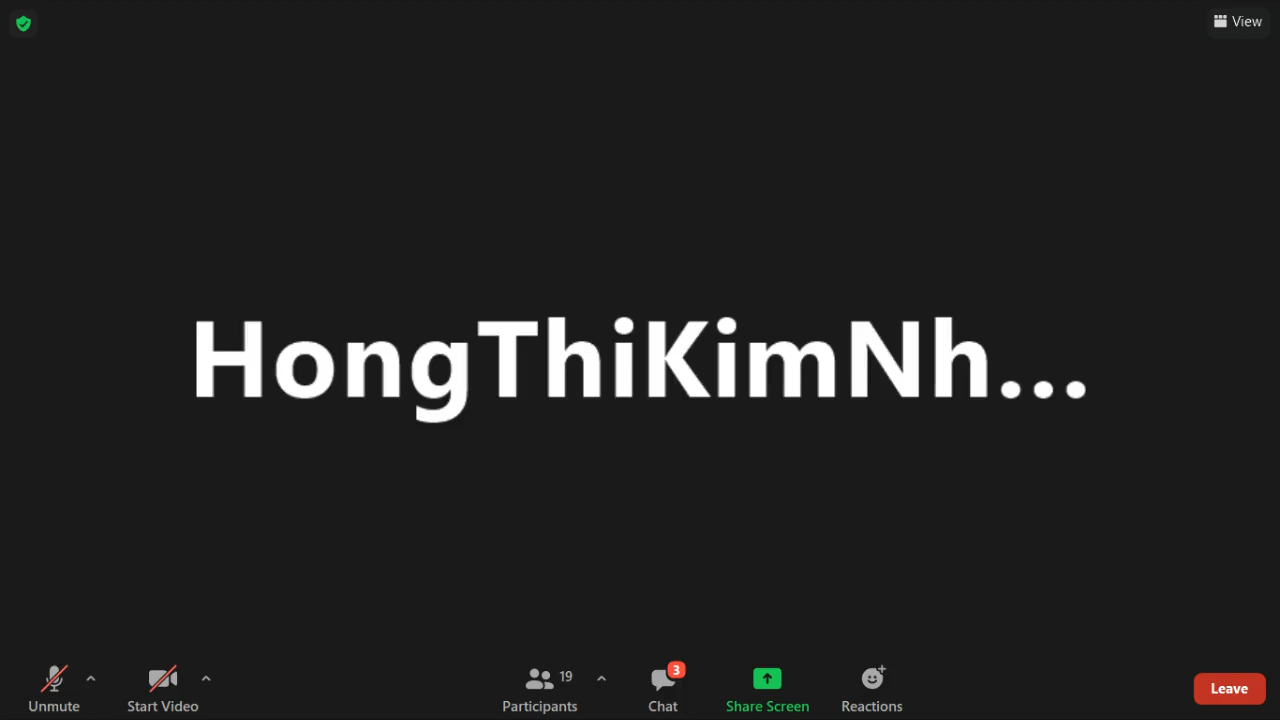 View
HongThiKimNh...
19
3
Unmute
Start Video
Participants
Chat
Share Screen
Reactions
Leave